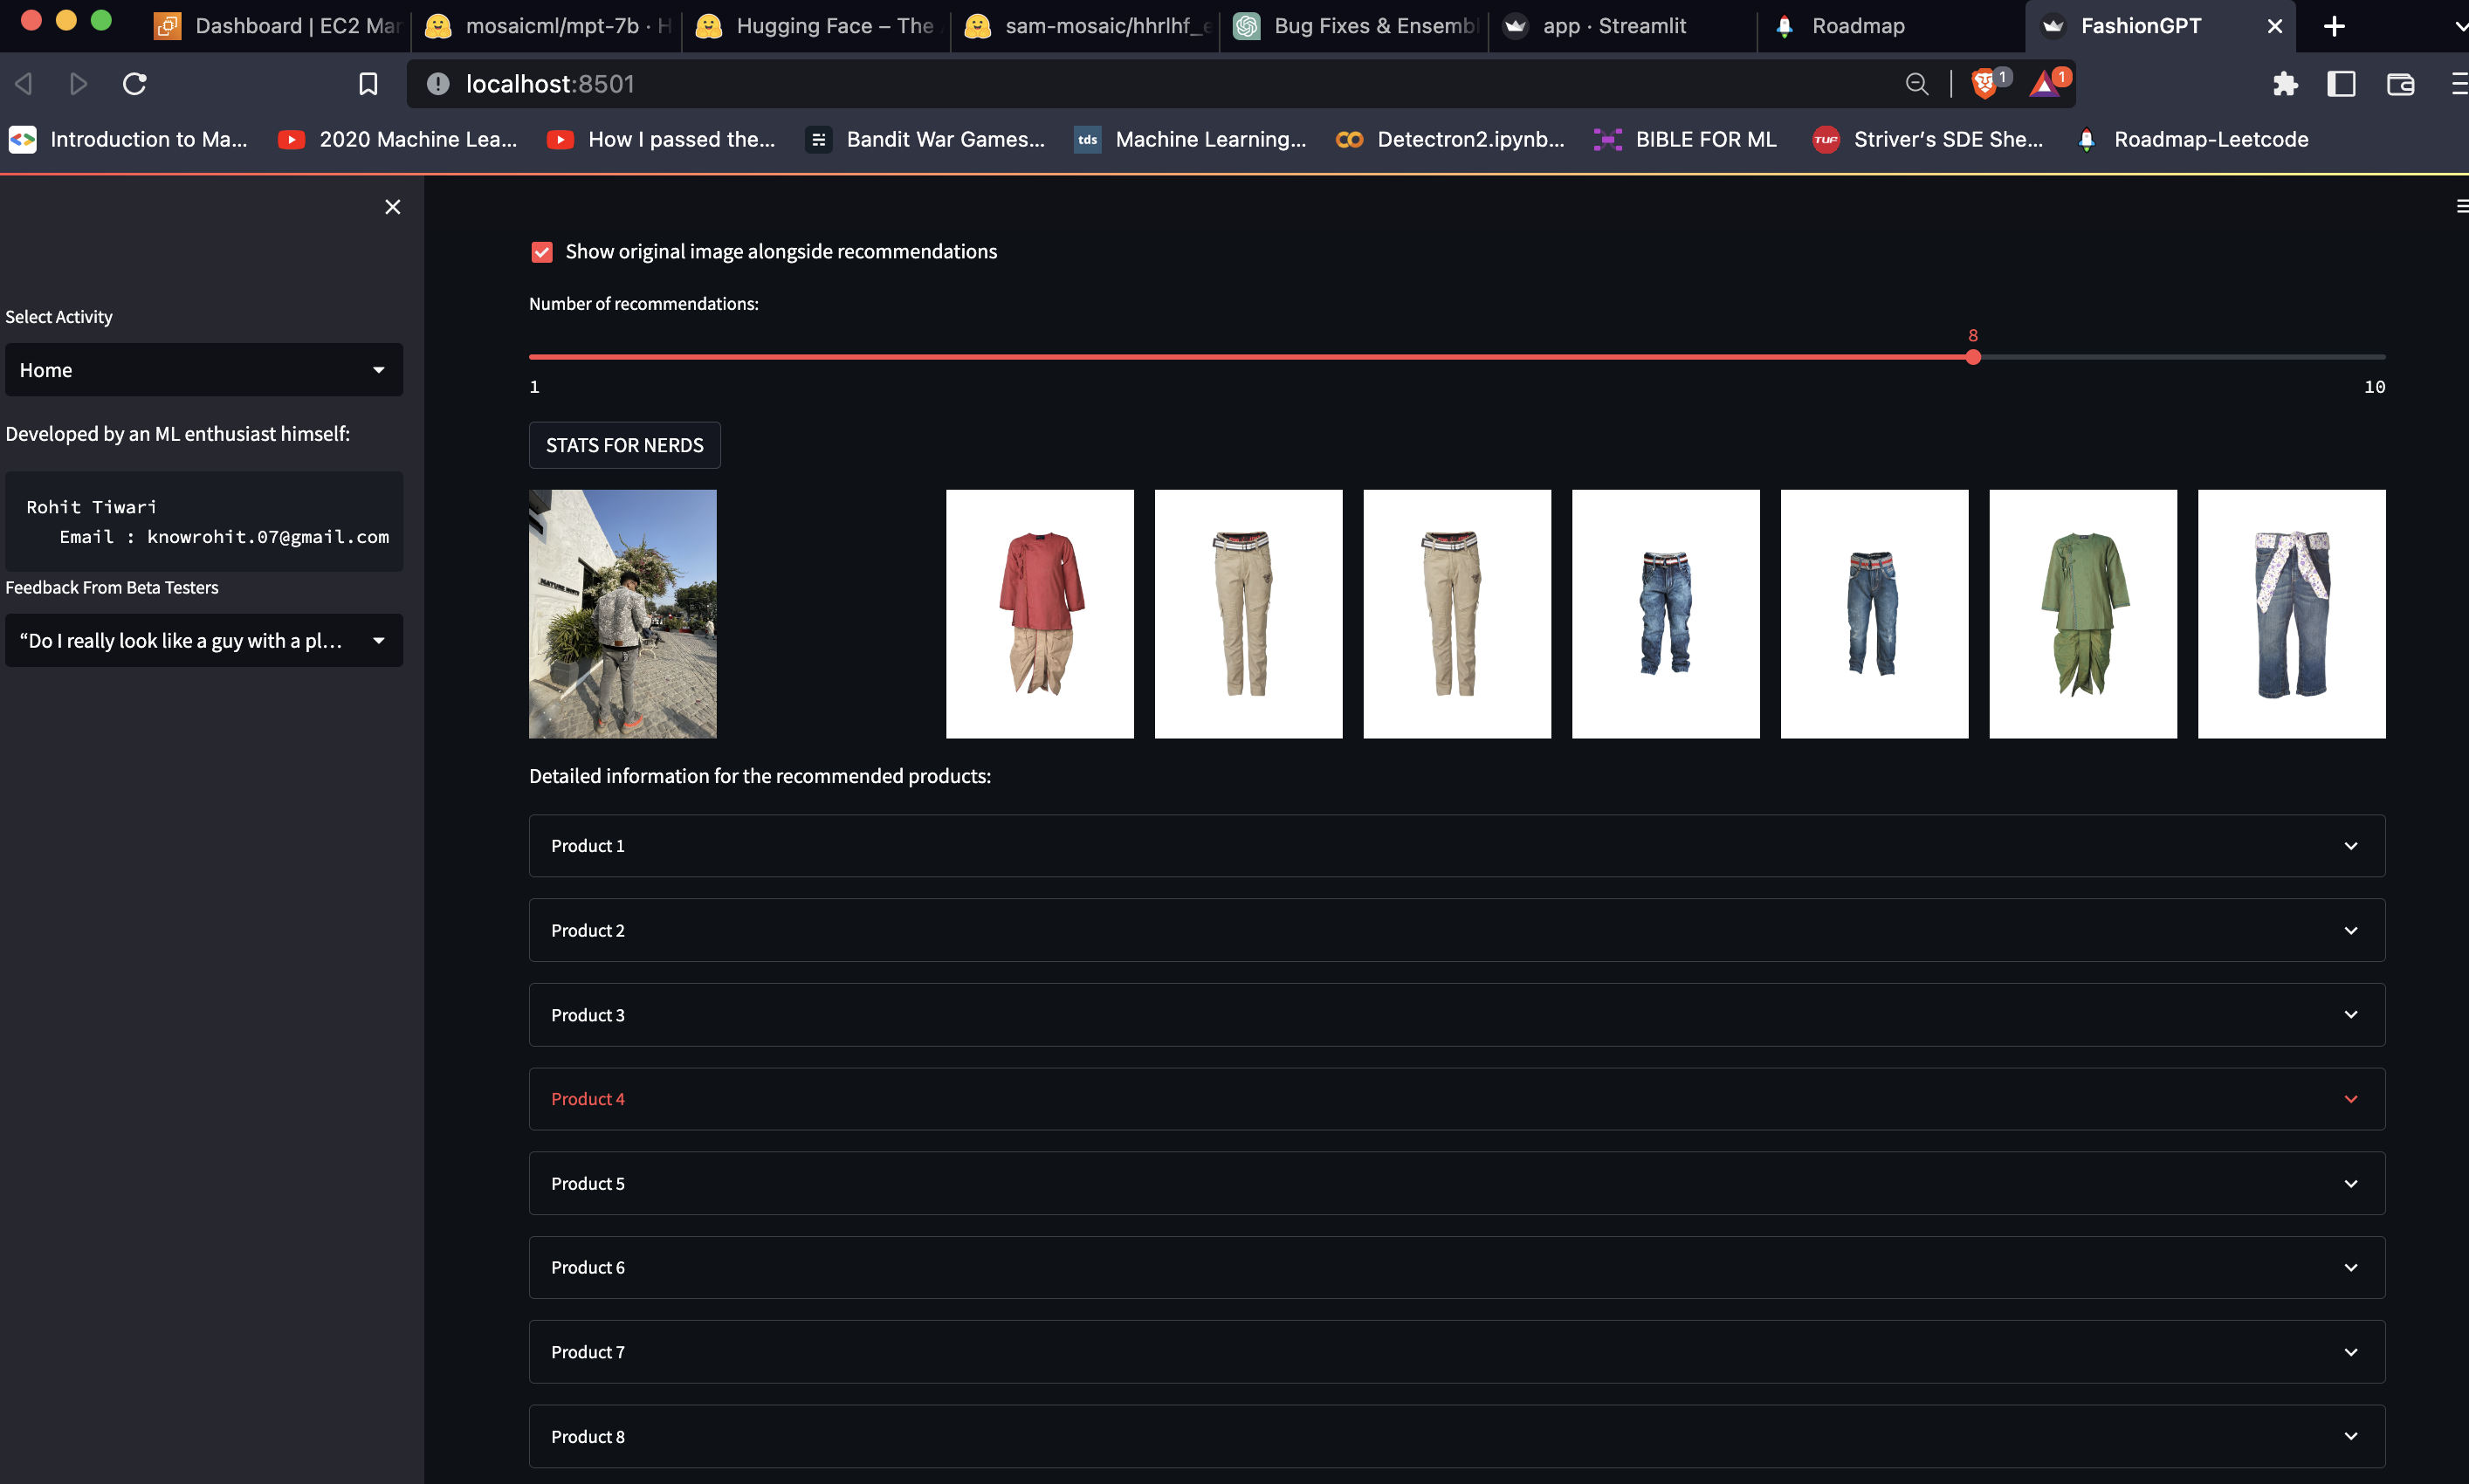 Dashboard | EC2 Mar
mosaicml/mpt-7b · H
Hugging Face – The
sam-mosaic/hhrlhf_e
Bug Fixes & Ensembl
app · Streamlit
Roadmap
FashionGPT
localhost:8501
1
1
Introduction to Ma...
2020 Machine Lea...
How I passed the...
Bandit War Games...
tds
Machine Learning...
Detectron2.ipynb...
BIBLE FOR ML
TUF
Striver’s SDE She...
Roadmap-Leetcode
Select Activity
Home
Developed by an ML enthusiast himself:
Rohit Tiwari
Email : knowrohit.07@gmail.com
Feedback From Beta Testers
“Do I really look like a guy with a pl...
Show original image alongside recommendations
Number of recommendations:
8
1
10
STATS FOR NERDS
Detailed information for the recommended products:
Product 1
Product 2
Product 3
Product 4
Product 5
Product 6
Product 7
Product 8